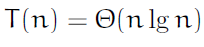 T(n) = Θ(n lg n)